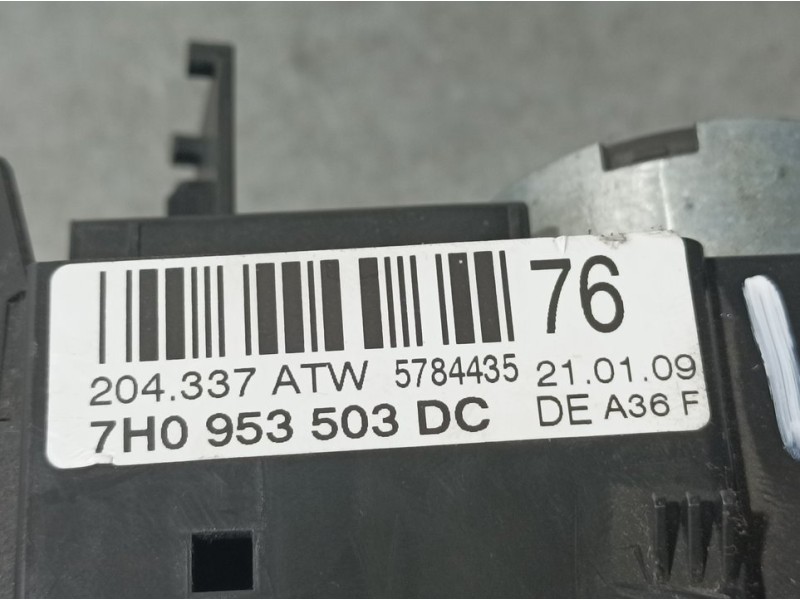 76
204.337 ATW 5784435 21.01.09
7H0 953 503 DC DE A36 F